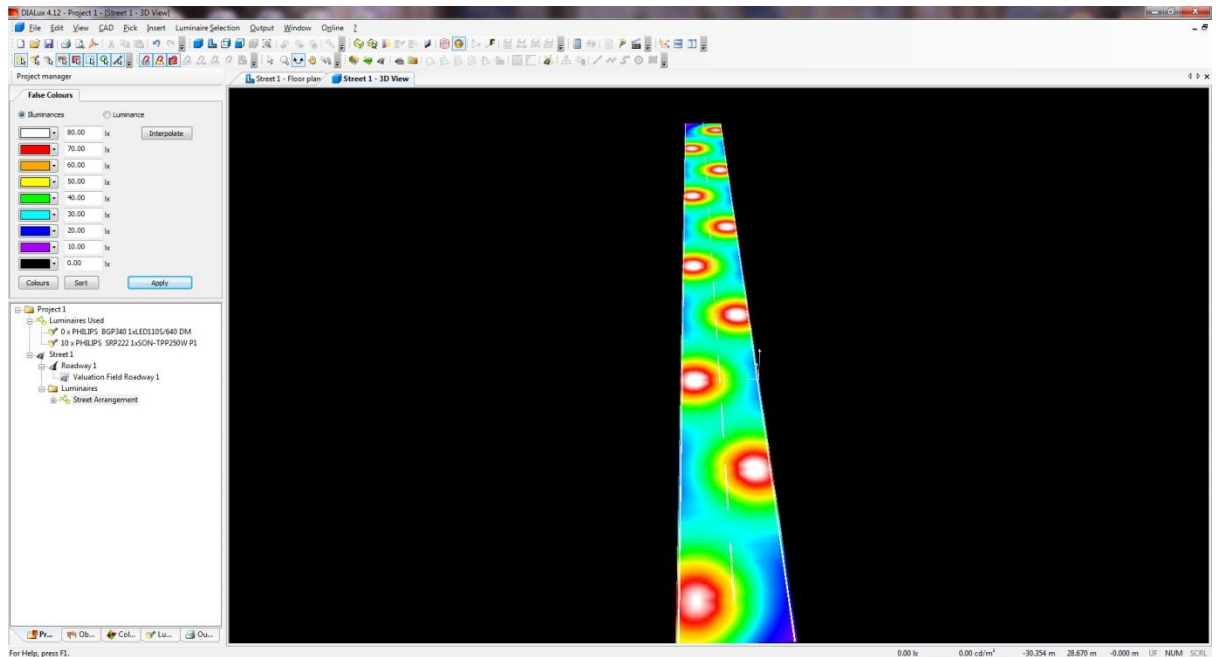 DIALux 4.12 - Project 1 - [Street 1 - 3D View]
File Edit View CAD Pick Insert Luminaire Selection Output Window Online ?
Project manager
Street 1 - Floor plan Street 1 - 3D View
False Colours
Illuminances Luminance
80.00 lx Interpolate
70.00 lx
60.00 lx
50.00 lx
40.00 lx
30.00 lx
20.00 lx
10.00 lx
0.00 lx
Colours Sort Apply
Project 1
Luminaires Used
0 x PHILIPS BGP340 1xLED110S/640 DM
10 x PHILIPS SRP222 1xSON-TPP250W P1
Street 1
Roadway 1
Valuation Field Roadway 1
Luminaires
Street Arrangement
Pr... Ob... Col... Lu... Ou...
For Help, press F1. 0.00 lx 0.00 cd/m² -30.354 m 28.670 m -0.000 m UF NUM SCRL